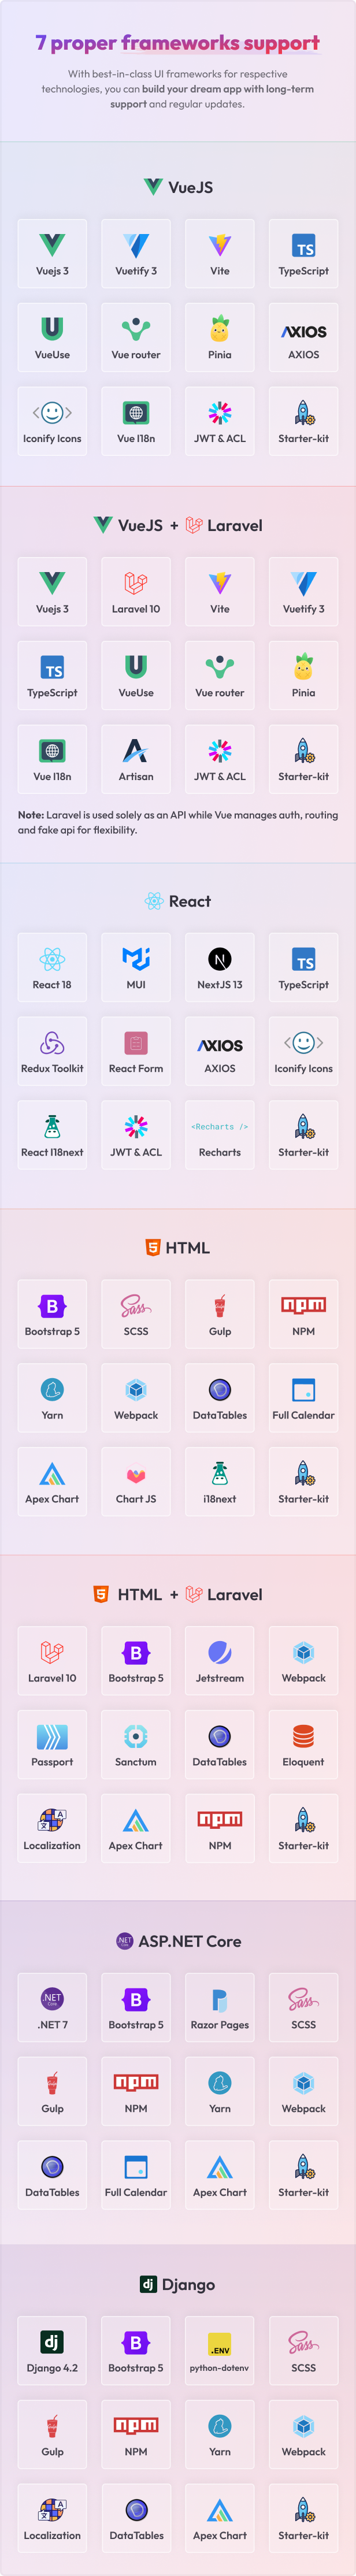 7 proper frameworks support
With best-in-class UI frameworks for respective
technologies, you can build your dream app with long-term
support and regular updates.
VueJS
Vuejs 3
Vuetify 3
Vite
TS
TypeScript
VueUse
Vue router
Pinia
AXIOS
AXIOS
Iconify Icons
Vue I18n
JWT & ACL
Starter-kit
VueJS + Laravel
Vuejs 3
Laravel 10
Vite
Vuetify 3
TS
TypeScript
VueUse
Vue router
Pinia
Vue I18n
Artisan
JWT & ACL
Starter-kit
Note: Laravel is used solely as an API while Vue manages auth, routing
and fake api for flexibility.
React
React 18
MUI
N
NextJS 13
TS
TypeScript
Redux Toolkit
React Form
AXIOS
AXIOS
Iconify Icons
React I18next
JWT & ACL
<Recharts />
Recharts
Starter-kit
5 HTML
B
Bootstrap 5
Sass
SCSS
Gulp
npm
NPM
Yarn
Webpack
DataTables
Full Calendar
Apex Chart
Chart JS
i18next
Starter-kit
5 HTML + Laravel
Laravel 10
B
Bootstrap 5
Jetstream
Webpack
Passport
Sanctum
DataTables
Eloquent
Localization
Apex Chart
npm
NPM
Starter-kit
.NET Core ASP.NET Core
.NET Core
.NET 7
B
Bootstrap 5
Razor Pages
Sass
SCSS
Gulp
npm
NPM
Yarn
Webpack
DataTables
Full Calendar
Apex Chart
Starter-kit
dj Django
dj
Django 4.2
B
Bootstrap 5
.ENV
python-dotenv
Sass
SCSS
Gulp
npm
NPM
Yarn
Webpack
Localization
DataTables
Apex Chart
Starter-kit